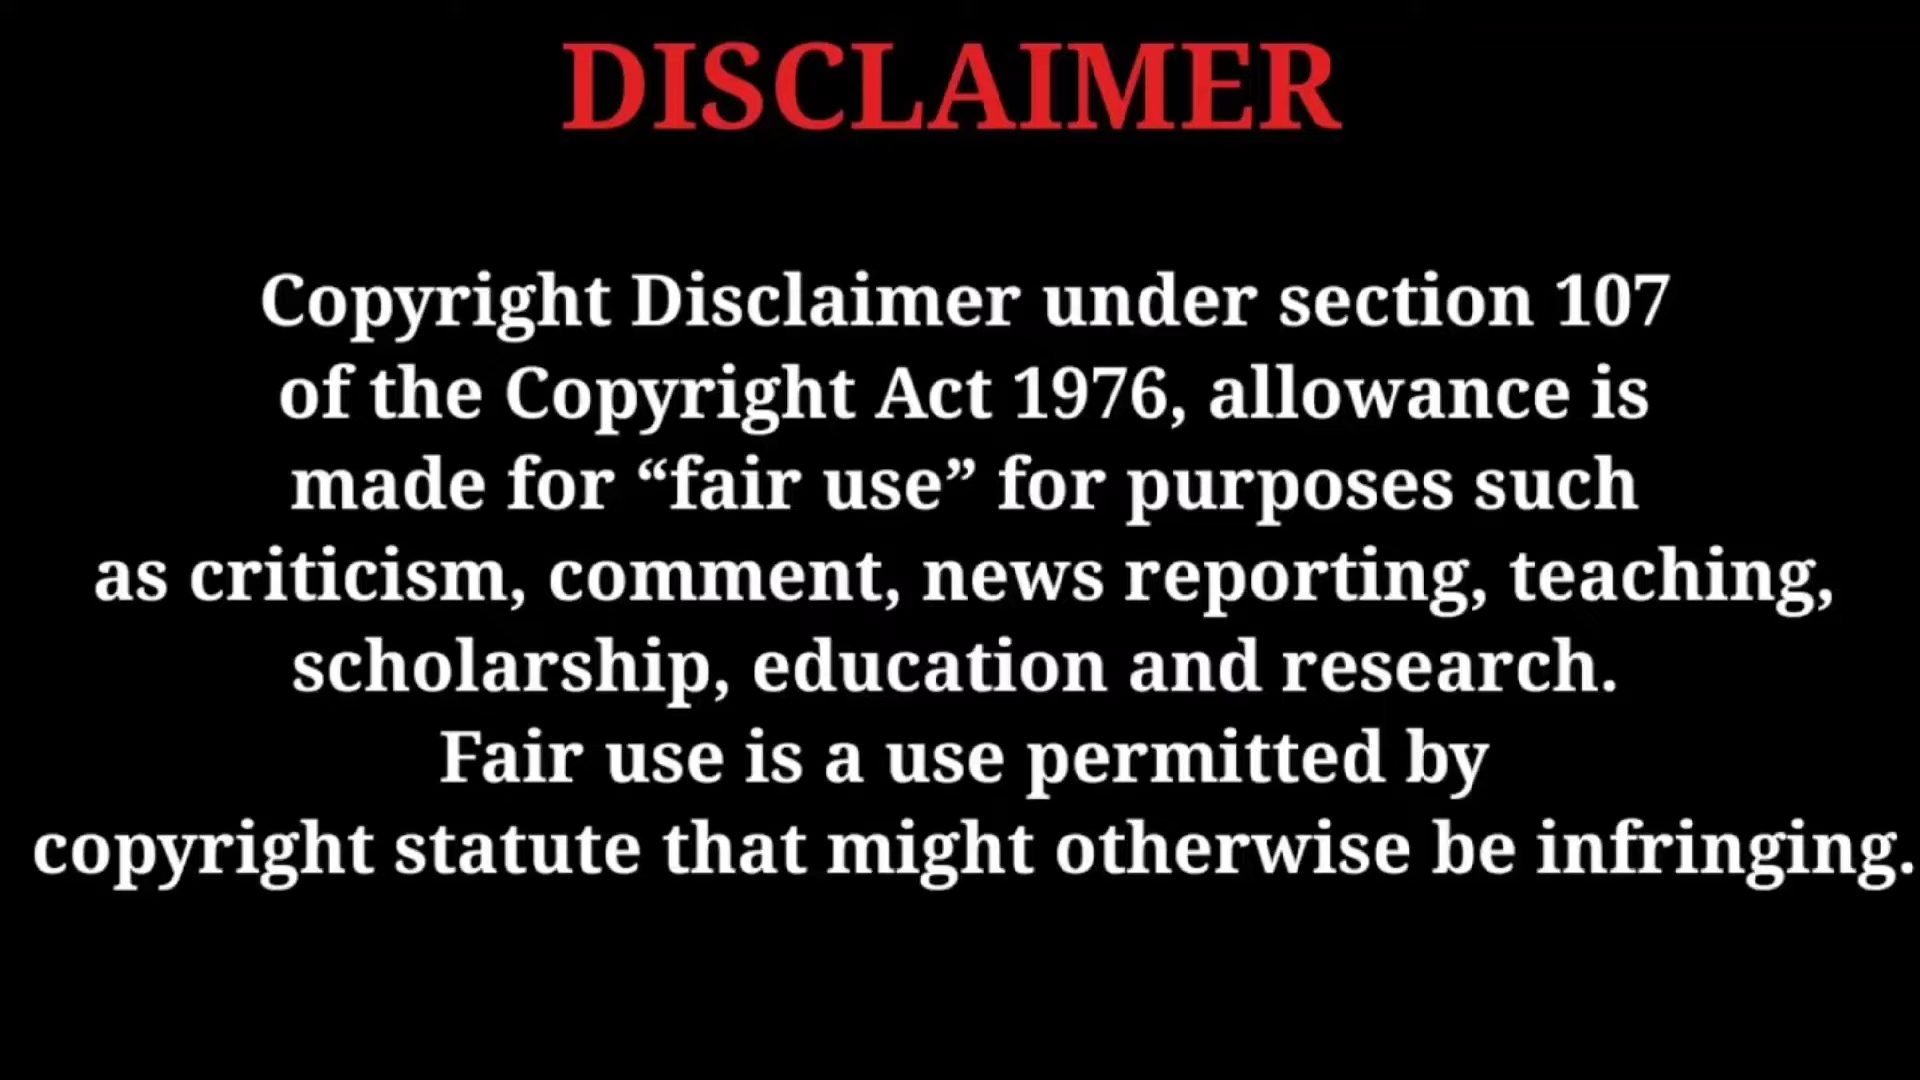 DISCLAIMER
Copyright Disclaimer under section 107
of the Copyright Act 1976, allowance is
made for “fair use” for purposes such
as criticism, comment, news reporting, teaching,
scholarship, education and research.
Fair use is a use permitted by
copyright statute that might otherwise be infringing.